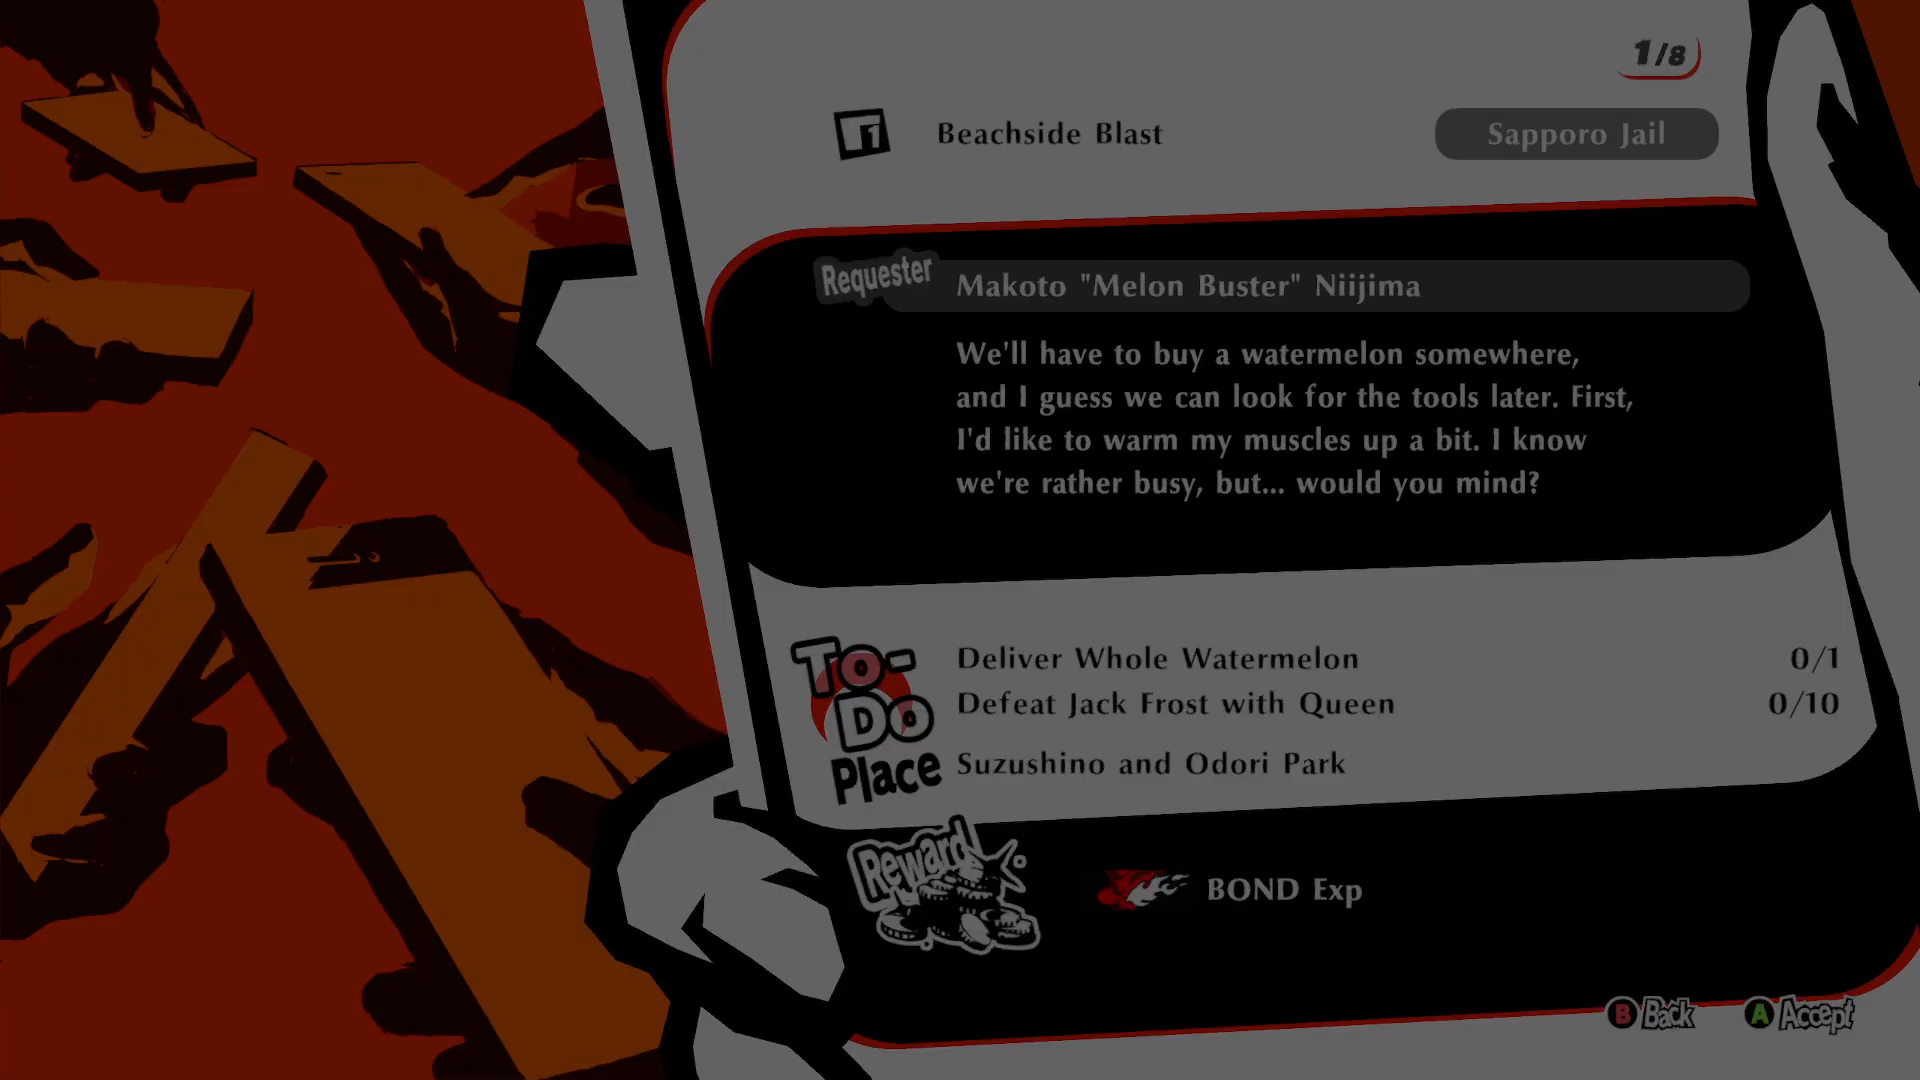 1/8
Beachside Blast
Sapporo Jail
Requester
Makoto "Melon Buster" Niijima
We'll have to buy a watermelon somewhere,
and I guess we can look for the tools later. First,
I'd like to warm my muscles up a bit. I know
we're rather busy, but... would you mind?
To-Do
Deliver Whole Watermelon 0/1
Defeat Jack Frost with Queen 0/10
Place
Suzushino and Odori Park
Reward
BOND Exp
B Back
A Accept